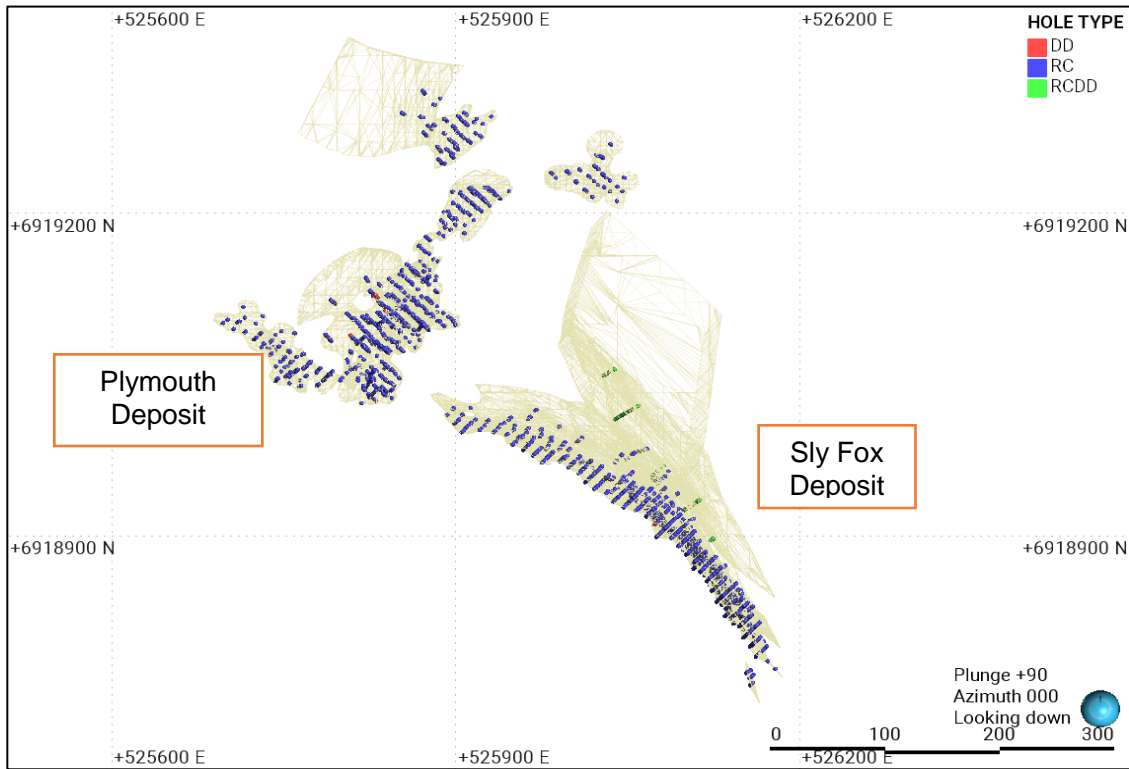 +525600 E
+525900 E
+526200 E
HOLE TYPE
DD
RC
RCDD
+6919200 N
+6919200 N
Plymouth
Deposit
Sly Fox
Deposit
+6918900 N
+6918900 N
Plunge +90
Azimuth 000
Looking down
0 100 200 300
+525600 E
+525900 E
+526200 E